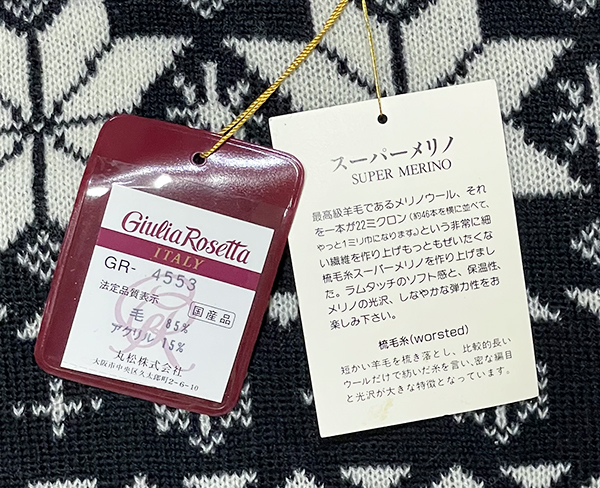 Giulia Rosetta
ITALY
GR- 4553
法定品質表示
国産品
毛 85%
アクリル 15%
丸松株式会社
大阪市中央区久太郎町2-6-10
スーパーメリノ
SUPER MERINO
最高級羊毛であるメリノウール、それ
を一本が22ミクロン(約46本を横に並べて、
やっと1ミリ巾になります。)という非常に細
い繊維を作り上げもっともぜいたくな
梳毛糸スーパーメリノを作り上げまし
た。ラムタッチのソフト感と、保温性、
メリノの光沢、しなやかな弾力性をお
楽しみ下さい。
梳毛糸(worsted)
短かい羊毛を梳き落とし、比較的長い
ウールだけで紡いだ糸を言い、密な編目
と光沢が大きな特徴となっています。